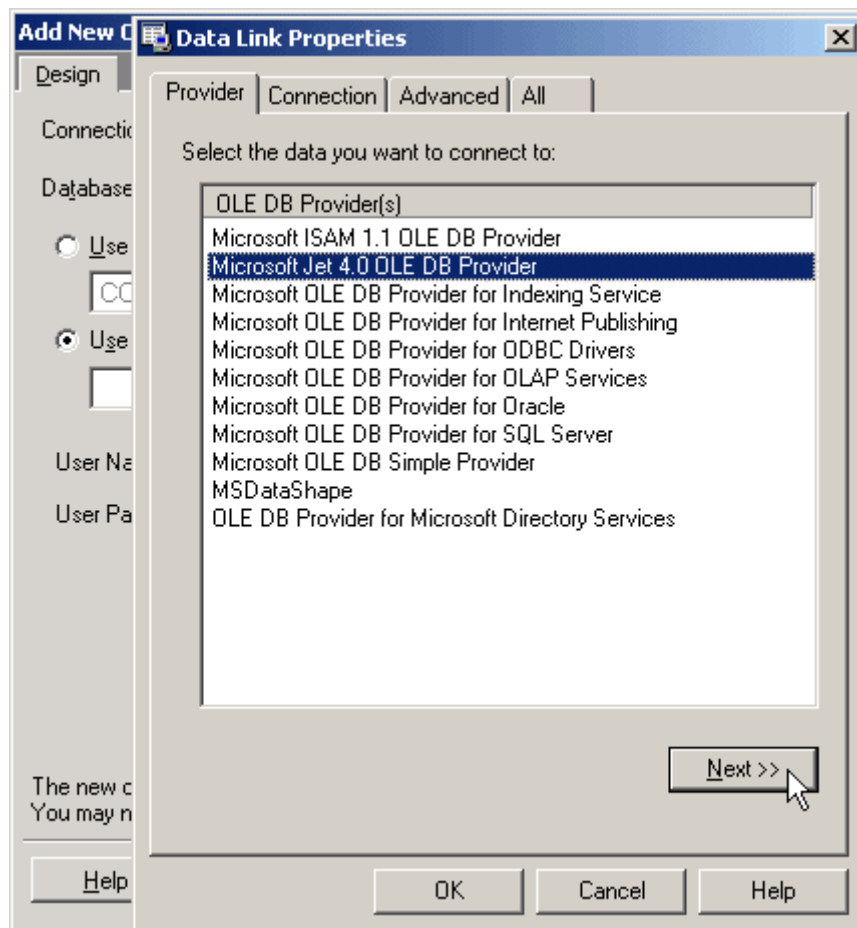 Add New C
Data Link Properties
Design
Provider
Connection
Advanced
All
Connectio
Select the data you want to connect to:
Database
OLE DB Provider(s)
Microsoft ISAM 1.1 OLE DB Provider
Use
Microsoft Jet 4.0 OLE DB Provider
Microsoft OLE DB Provider for Indexing Service
CO
Microsoft OLE DB Provider for Internet Publishing
Use
Microsoft OLE DB Provider for ODBC Drivers
Microsoft OLE DB Provider for OLAP Services
Microsoft OLE DB Provider for Oracle
Microsoft OLE DB Provider for SQL Server
User Na
Microsoft OLE DB Simple Provider
MSDataShape
User Pa
OLE DB Provider for Microsoft Directory Services
Next >>
The new c
You may n
Help
OK
Cancel
Help